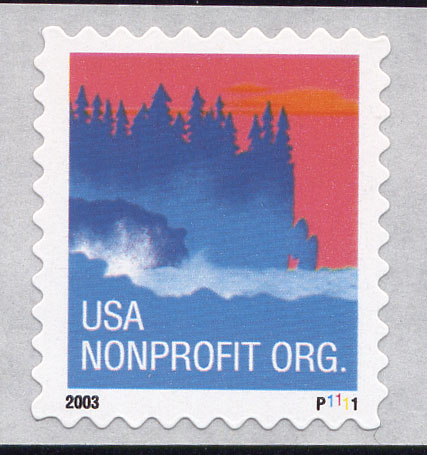 USA
NONPROFIT ORG.
2003 P1111